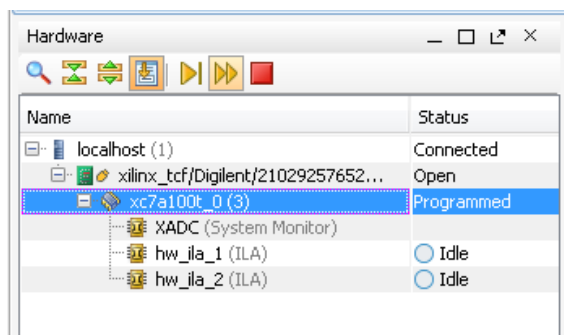 Hardware
Name Status
localhost (1) Connected
xilinx_tcf/Digilent/21029257652... Open
xc7a100t_0 (3) Programmed
XADC (System Monitor)
hw_ila_1 (ILA) Idle
hw_ila_2 (ILA) Idle